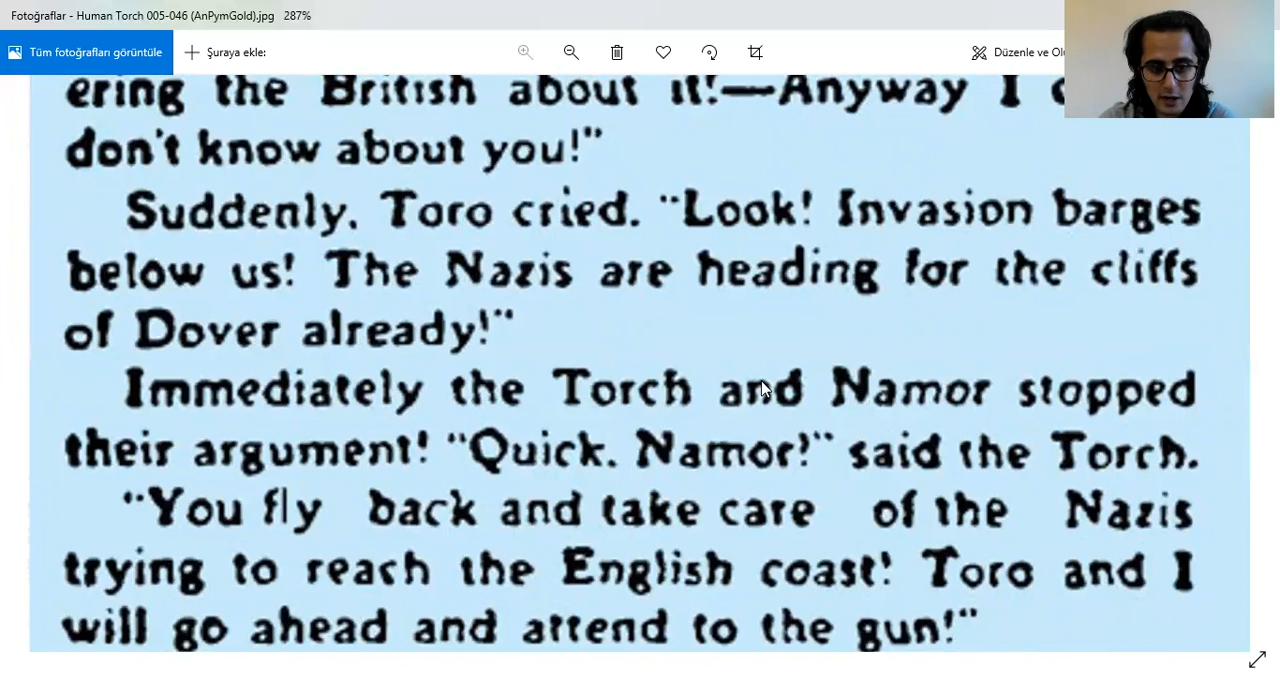 Fotoğraflar - Human Torch 005-046 (AnPymGold).jpg 287%
Tüm fotoğrafları görüntüle Şuraya ekle: Düzenle ve
ering the British about it!—Anyway I
don't know about you!"
Suddenly, Toro cried. "Look! Invasion barges
below us! The Nazis are heading for the cliffs
of Dover already!"
Immediately the Torch and Namor stopped
their argument! "Quick. Namor!" said the Torch.
"You fly back and take care of the Nazis
trying to reach the English coast! Toro and I
will go ahead and attend to the gun!"